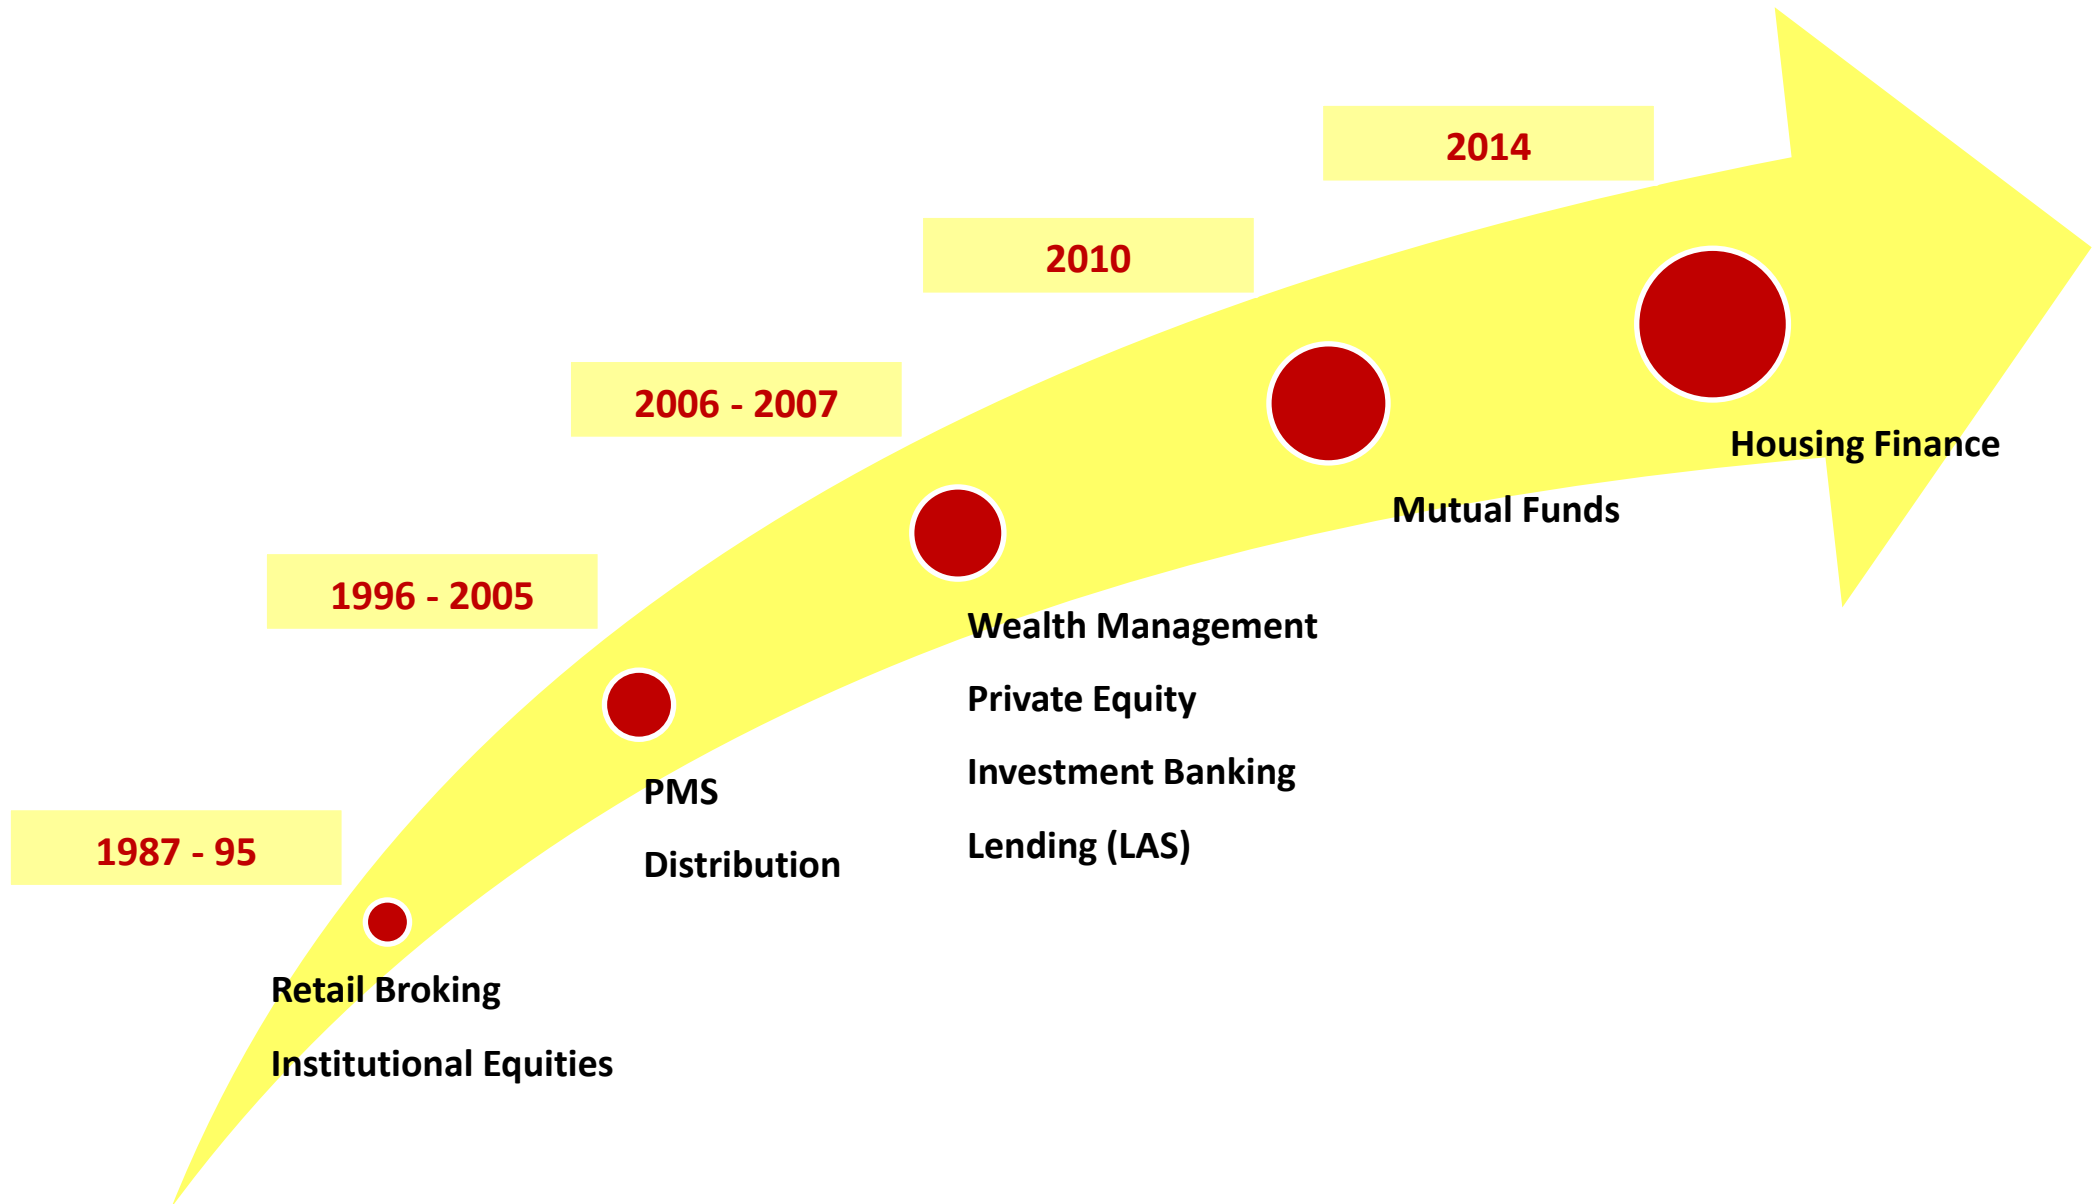 1987 - 95
Retail Broking
Institutional Equities
1996 - 2005
PMS
Distribution
2006 - 2007
Wealth Management
Private Equity
Investment Banking
Lending (LAS)
2010
Mutual Funds
2014
Housing Finance